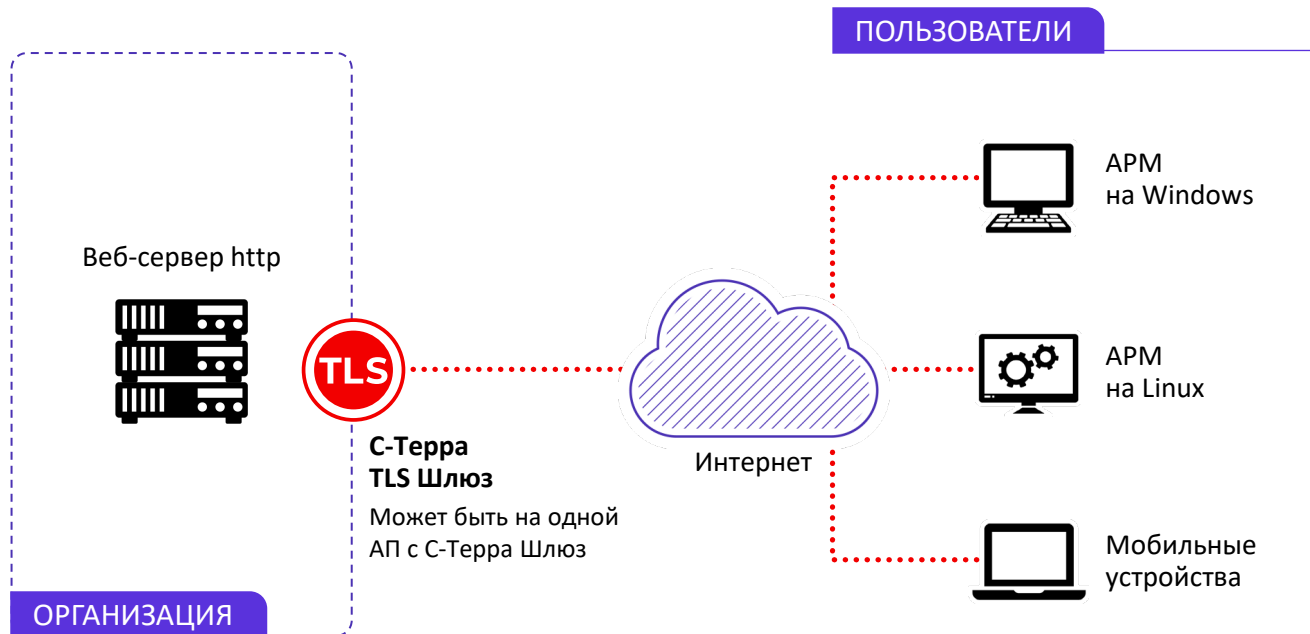 ПОЛЬЗОВАТЕЛИ
АРМ
на Windows
Веб-сервер http
TLS
АРМ
на Linux
С-Терра
TLS Шлюз
Может быть на одной
АП с С-Терра Шлюз
Интернет
Мобильные
устройства
ОРГАНИЗАЦИЯ